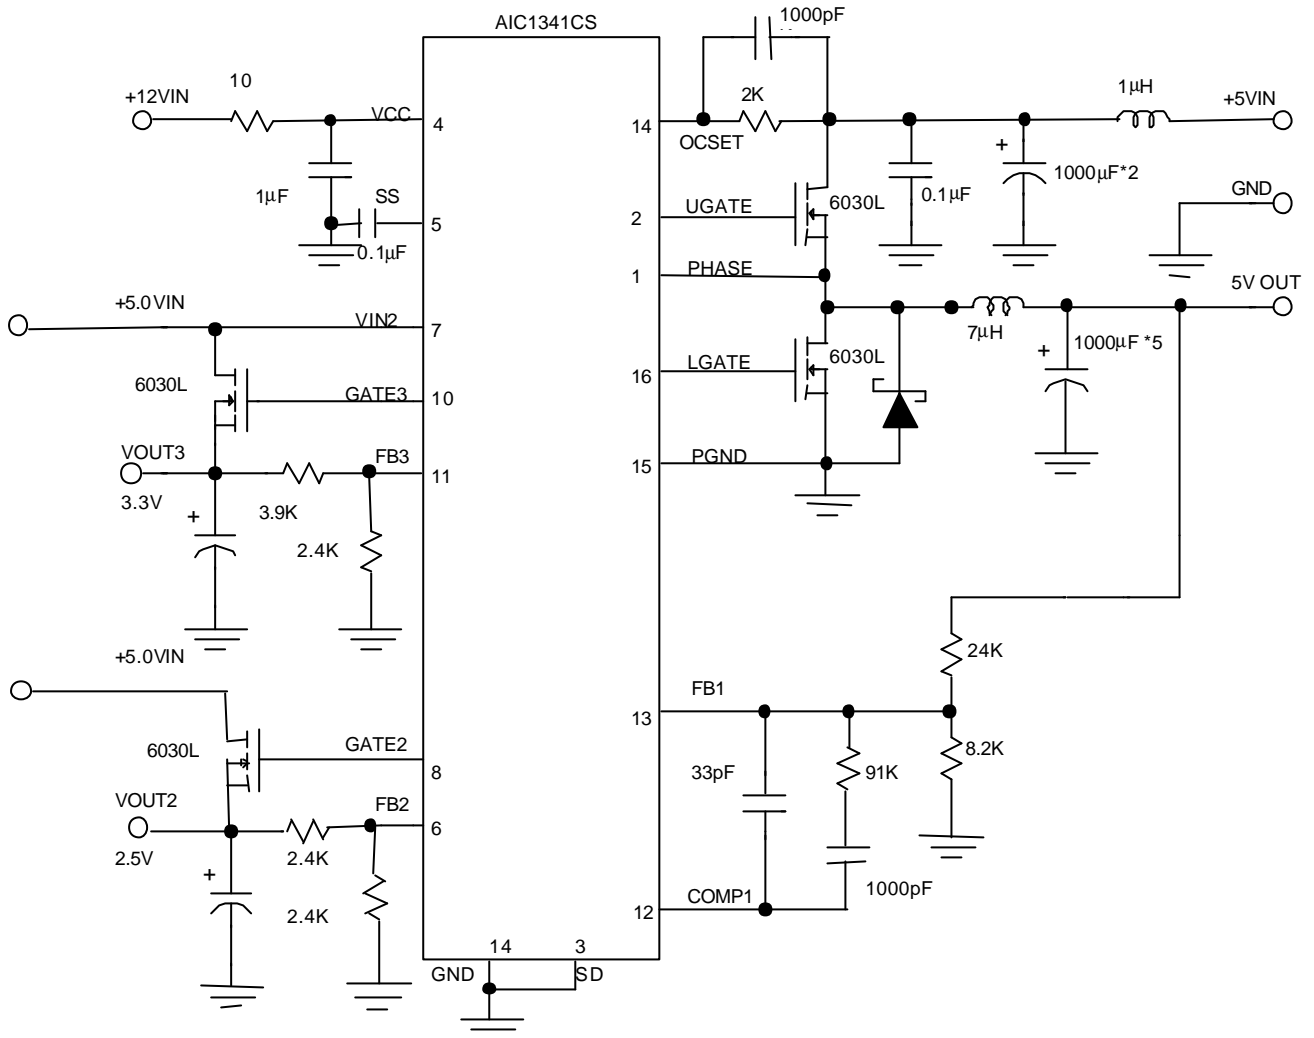 AIC1341CS
1000pF
10
+12VIN
VCC
4
14
2K
OCSET
1µH
+5VIN
1µF
SS
5
0.1µF
2
UGATE
6030L
0.1µF
+
1000µF*2
GND
1
PHASE
5V OUT
+5.0VIN
VIN2
7
7µH
6030L
GATE3
10
16
LGATE
6030L
+
1000µF *5
VOUT3
3.3V
FB3
11
15
PGND
+
3.9K
2.4K
+5.0VIN
24K
FB1
13
6030L
GATE2
8
33pF
91K
8.2K
VOUT2
2.5V
FB2
6
2.4K
+
2.4K
1000pF
COMP1
12
14
3
GND
SD